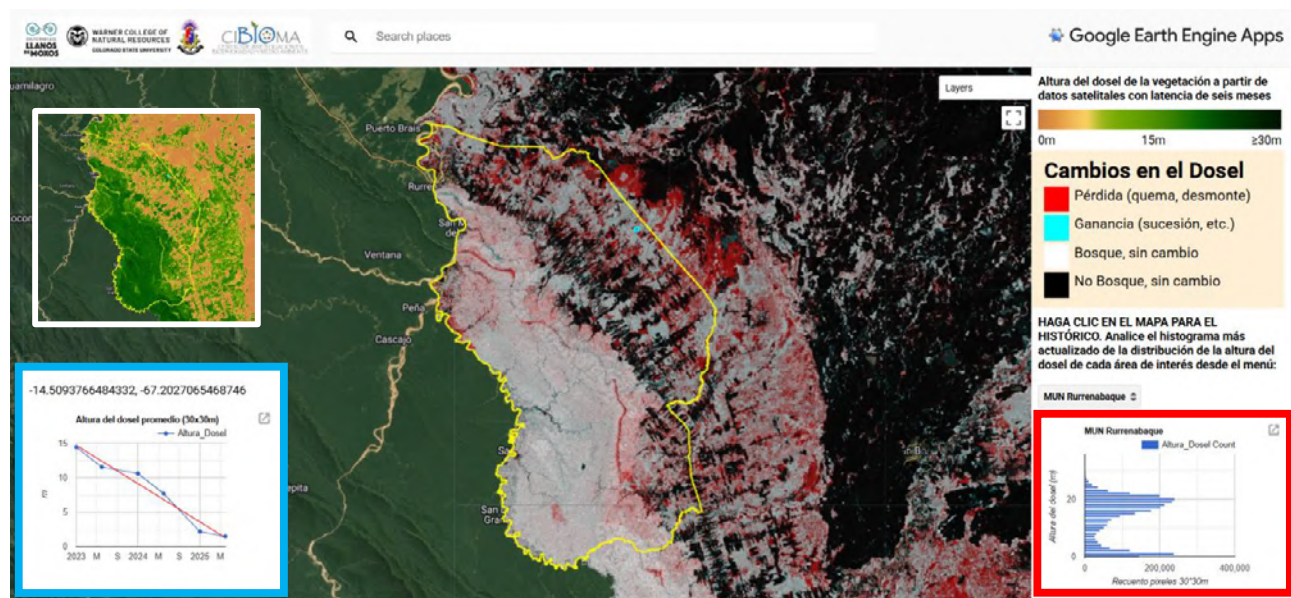 LLANOS
DE MOXOS
WARNER COLLEGE OF
NATURAL RESOURCES
COLORADO STATE UNIVERSITY
CIBIOMA
Search places
Google Earth Engine Apps
Layers
Puerto Brais
Rurre
Ventana
Peña
Cascajo
Altura del dosel de la vegetación a partir de
datos satelitales con latencia de seis meses
0m 15m ≥30m
Cambios en el Dosel
Pérdida (quema, desmonte)
Ganancia (sucesión, etc.)
Bosque, sin cambio
No Bosque, sin cambio
HAGA CLIC EN EL MAPA PARA EL
HISTÓRICO. Analice el histograma más
actualizado de la distribución de la altura del
dosel de cada área de interés desde el menú:
MUN Rurrenabaque
-14.5093766484332, -67.2027065468746
Altura del dosel promedio (30x30m)
Altura_Dosel
15
10
5
0
m
2023 M S 2024 M S 2025 M
MUN Rurrenabaque
Altura_Dosel Count
Altura del dosel (m)
20
0
0 200,000 400,000
Recuento pixeles 30*30m